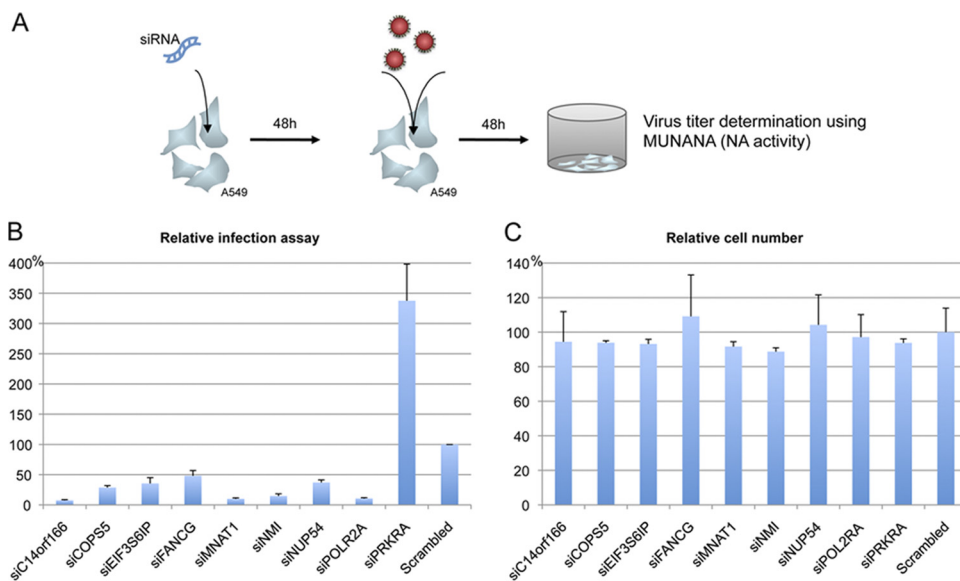 A
siRNA
48h
48h
A549
A549
Virus titer determination using
MUNANA (NA activity)
B
Relative infection assay
400%
350
300
250
200
150
100
50
0
siC14orf166
siCOPS5
siEIF3S6IP
siFANCG
siMNAT1
siNMI
siNUP54
siPOLR2A
siPRKRA
Scrambled
C
Relative cell number
140%
120
100
80
60
40
20
0
siC14orf166
siCOPS5
siEIF3S6IP
siFANCG
siMNAT1
siNMI
siNUP54
siPOL2RA
siPRKRA
Scrambled